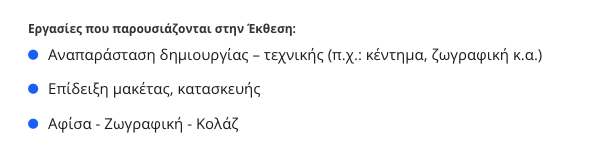 Εργασίες που παρουσιάζονται στην Έκθεση:
Αναπαράσταση δημιουργίας – τεχνικής (π.χ.: κέντημα, ζωγραφική κ.α.)
Επίδειξη μακέτας, κατασκευής
Αφίσα - Ζωγραφική - Κολάζ